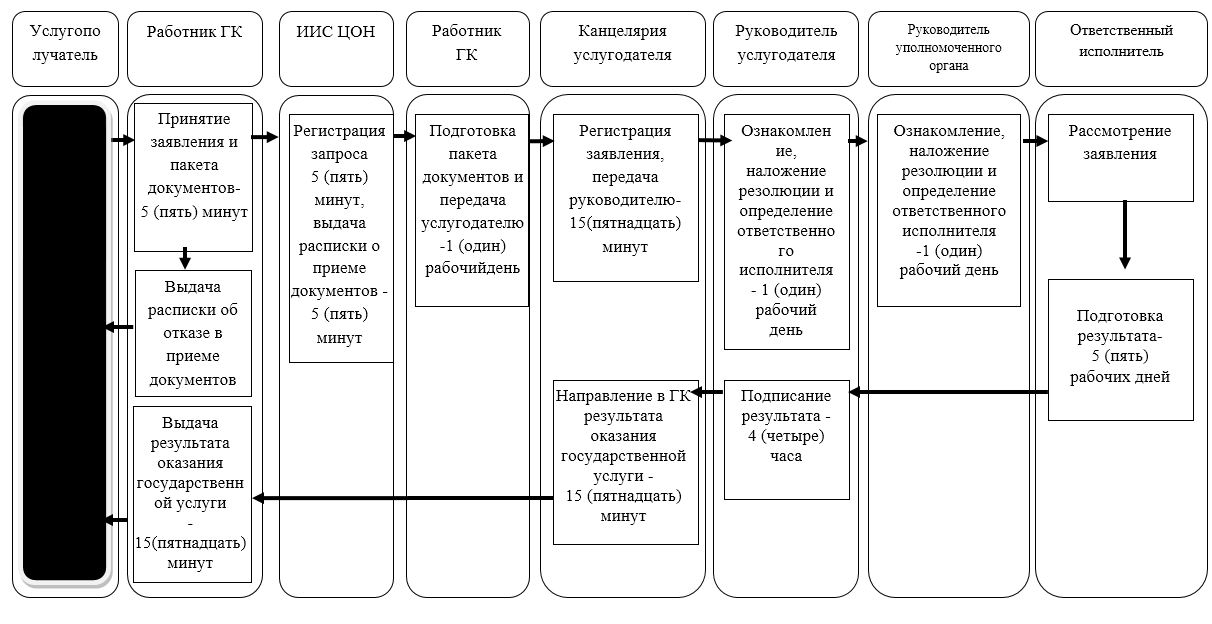 Услугопо
лучатель
Работник ГК
ИИС ЦОН
Работник
ГК
Канцелярия
услугодателя
Руководитель
услугодателя
Руководитель
уполномоченного
органа
Ответственный
исполнитель
Принятие
заявления и
пакета
документов-
5 (пять) минут
Выдача
расписки об
отказе в
приеме
документов
Выдача
результата
оказания
государственн
ой услуги
-
15(пятнадцать)
минут
Регистрация
запроса
5 (пять)
минут,
выдача
расписки о
приеме
документов -
5 (пять)
минут
Подготовка
пакета
документов и
передача
услугодателю
-1 (один)
рабочийдень
Регистрация
заявления,
передача
руководителю-
15(пятнадцать)
минут
Направление в ГК
результата
оказания
государственной
услуги -
15 (пятнадцать)
минут
Ознакомлен
ие,
наложение
резолюции и
определение
ответственно
го
исполнителя
- 1 (один)
рабочий
день
Подписание
результата -
4 (четыре)
часа
Ознакомление,
наложение
резолюции и
определение
ответственного
исполнителя
-1 (один)
рабочий день
Рассмотрение
заявления
Подготовка
результата-
5 (пять)
рабочих дней